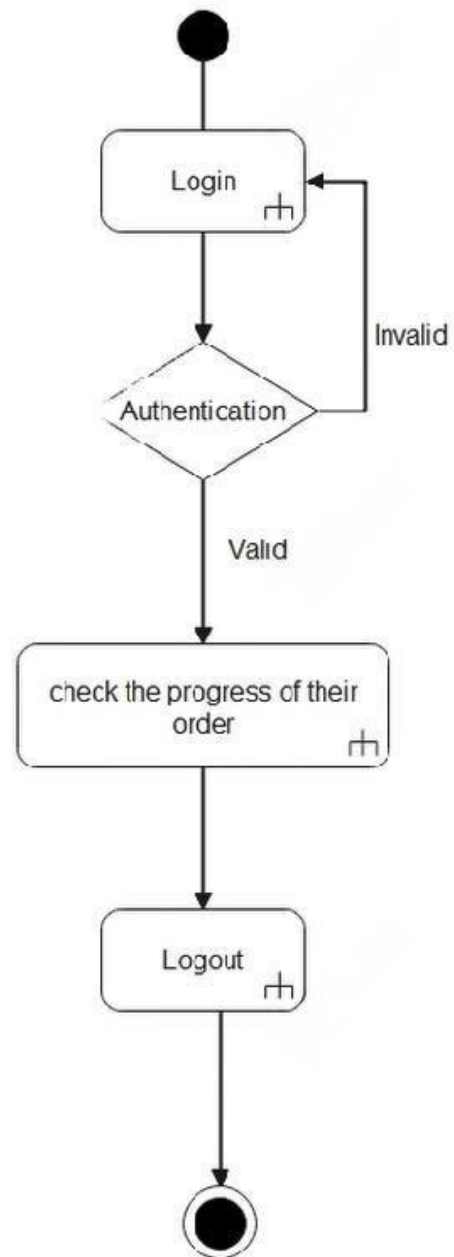 Login
Invalid
Authentication
Valid
check the progress of their
order
Logout